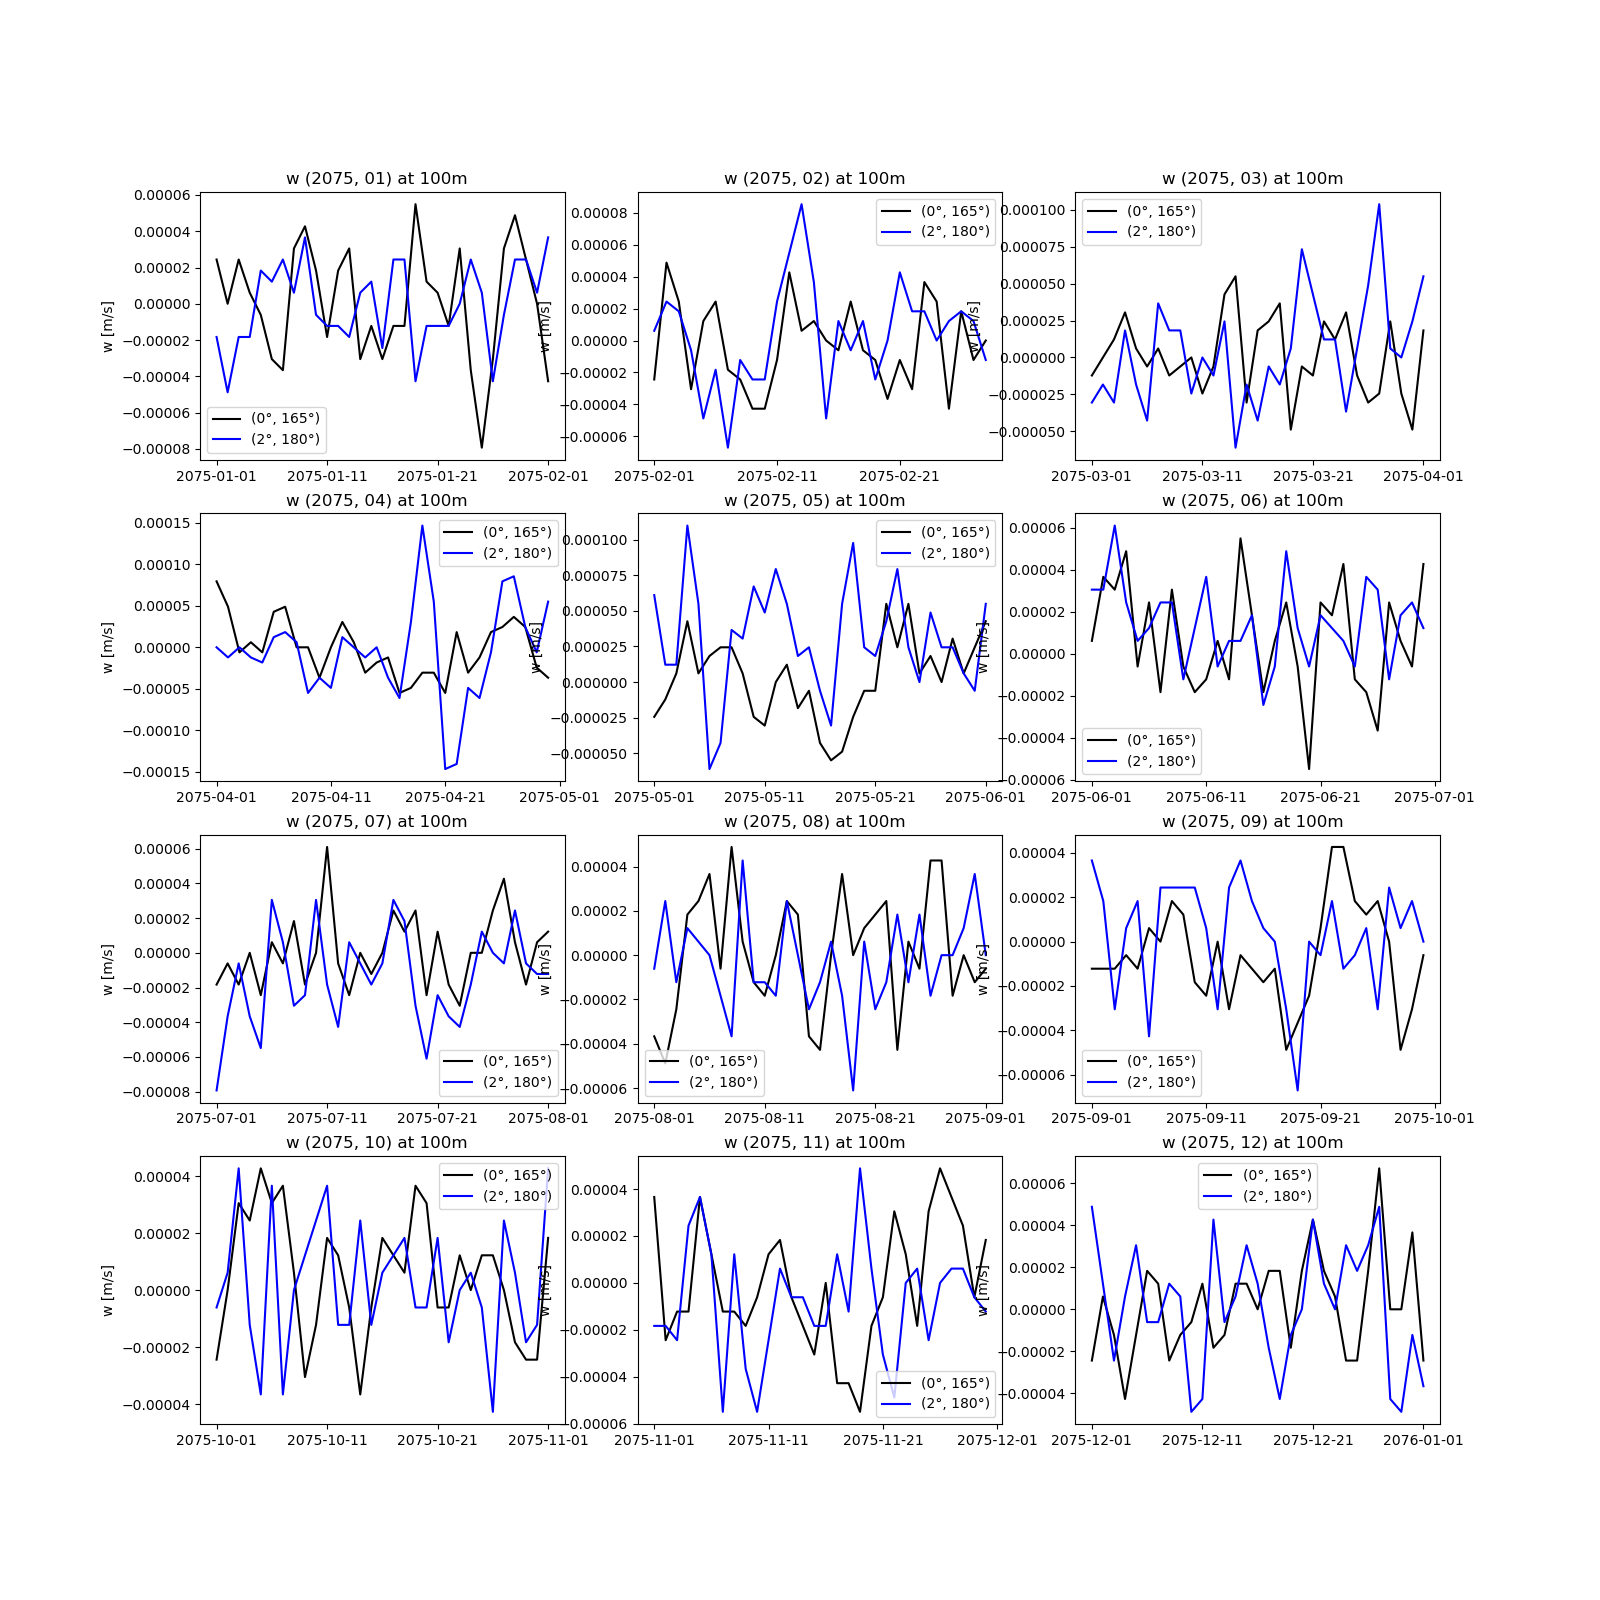 w (2075, 01) at 100m
w [m/s]
0.00006
0.00004
0.00002
0.00000
−0.00002
−0.00004
−0.00006
−0.00008
(0°, 165°)
(2°, 180°)
2075-01-01 2075-01-11 2075-01-21 2075-02-01
w (2075, 02) at 100m
w [m/s]
0.00008
0.00006
0.00004
0.00002
0.00000
−0.00002
−0.00004
−0.00006
(0°, 165°)
(2°, 180°)
2075-02-01 2075-02-11 2075-02-21
w (2075, 03) at 100m
w [m/s]
0.000100
0.000075
0.000050
0.000025
0.000000
−0.000025
−0.000050
(0°, 165°)
(2°, 180°)
2075-03-01 2075-03-11 2075-03-21 2075-04-01
w (2075, 04) at 100m
w [m/s]
0.00015
0.00010
0.00005
0.00000
−0.00005
−0.00010
−0.00015
(0°, 165°)
(2°, 180°)
2075-04-01 2075-04-11 2075-04-21 2075-05-01
w (2075, 05) at 100m
w [m/s]
0.000100
0.000075
0.000050
0.000025
0.000000
−0.000025
−0.000050
(0°, 165°)
(2°, 180°)
2075-05-01 2075-05-11 2075-05-21 2075-06-01
w (2075, 06) at 100m
w [m/s]
0.00006
0.00004
0.00002
0.00000
−0.00002
−0.00004
−0.00006
(0°, 165°)
(2°, 180°)
2075-06-01 2075-06-11 2075-06-21 2075-07-01
w (2075, 07) at 100m
w [m/s]
0.00006
0.00004
0.00002
0.00000
−0.00002
−0.00004
−0.00006
−0.00008
(0°, 165°)
(2°, 180°)
2075-07-01 2075-07-11 2075-07-21 2075-08-01
w (2075, 08) at 100m
w [m/s]
0.00004
0.00002
0.00000
−0.00002
−0.00004
−0.00006
(0°, 165°)
(2°, 180°)
2075-08-01 2075-08-11 2075-08-21 2075-09-01
w (2075, 09) at 100m
w [m/s]
0.00004
0.00002
0.00000
−0.00002
−0.00004
−0.00006
(0°, 165°)
(2°, 180°)
2075-09-01 2075-09-11 2075-09-21 2075-10-01
w (2075, 10) at 100m
w [m/s]
0.00004
0.00002
0.00000
−0.00002
−0.00004
(0°, 165°)
(2°, 180°)
2075-10-01 2075-10-11 2075-10-21 2075-11-01
w (2075, 11) at 100m
w [m/s]
0.00004
0.00002
0.00000
−0.00002
−0.00004
−0.00006
(0°, 165°)
(2°, 180°)
2075-11-01 2075-11-11 2075-11-21 2075-12-01
w (2075, 12) at 100m
w [m/s]
0.00006
0.00004
0.00002
0.00000
−0.00002
−0.00004
(0°, 165°)
(2°, 180°)
2075-12-01 2075-12-11 2075-12-21 2076-01-01